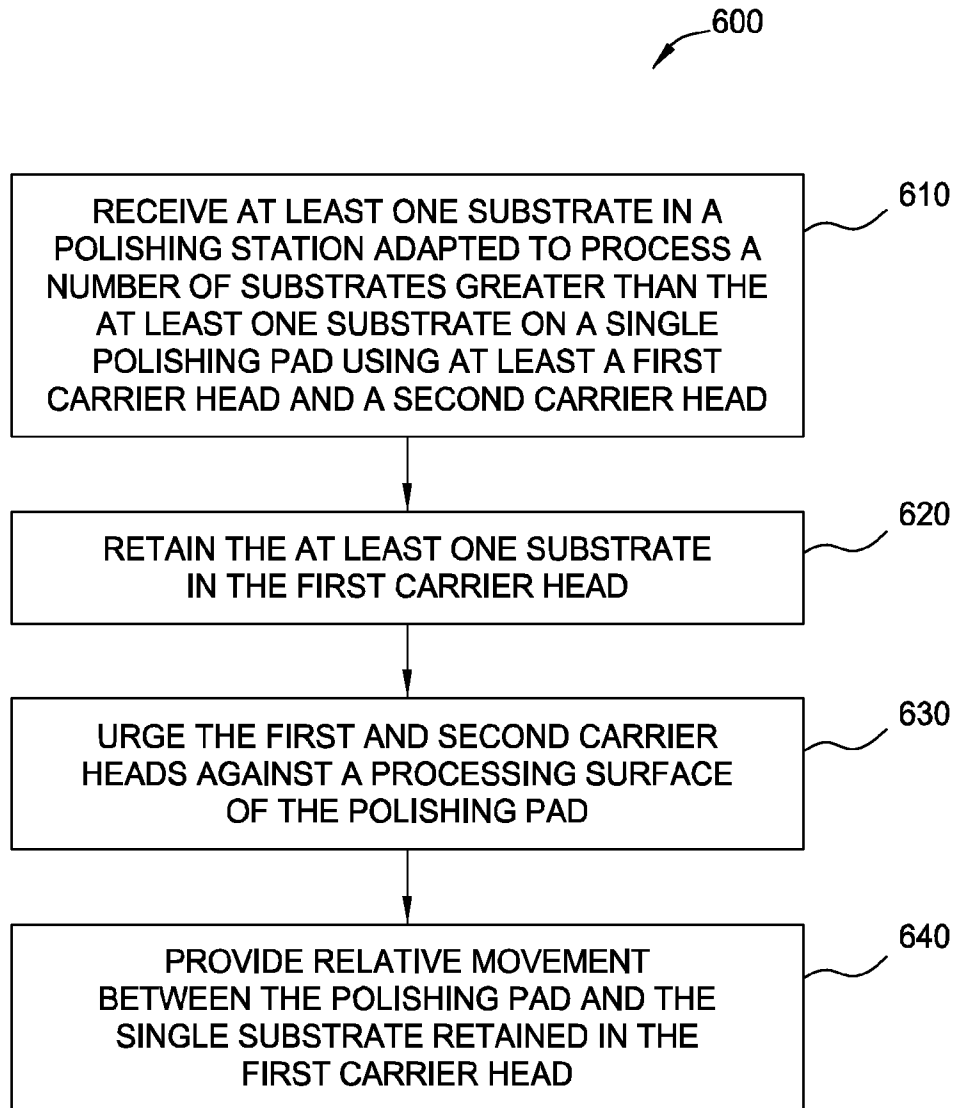 600
RECEIVE AT LEAST ONE SUBSTRATE IN A
POLISHING STATION ADAPTED TO PROCESS A
NUMBER OF SUBSTRATES GREATER THAN THE
AT LEAST ONE SUBSTRATE ON A SINGLE
POLISHING PAD USING AT LEAST A FIRST
CARRIER HEAD AND A SECOND CARRIER HEAD
610
RETAIN THE AT LEAST ONE SUBSTRATE
IN THE FIRST CARRIER HEAD
620
URGE THE FIRST AND SECOND CARRIER
HEADS AGAINST A PROCESSING SURFACE
OF THE POLISHING PAD
630
PROVIDE RELATIVE MOVEMENT
BETWEEN THE POLISHING PAD AND THE
SINGLE SUBSTRATE RETAINED IN THE
FIRST CARRIER HEAD
640